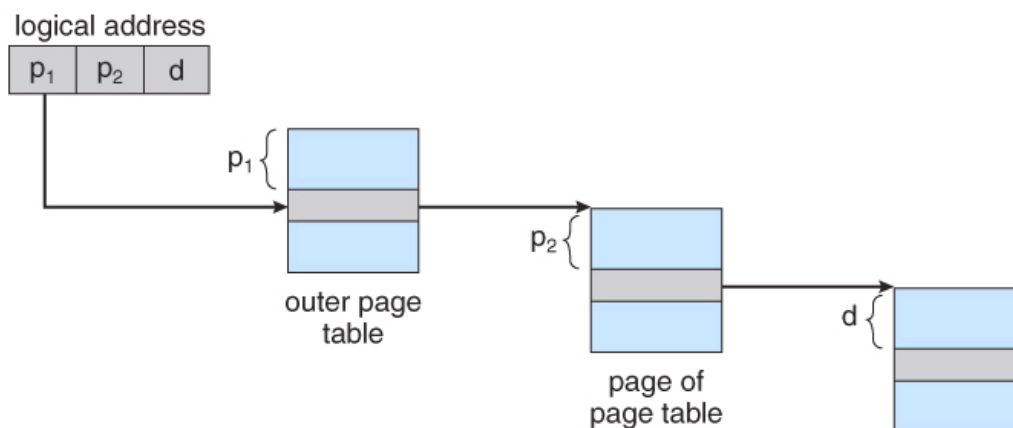 logical address
p₁ p₂ d
p₁
p₂
d
outer page
table
page of
page table